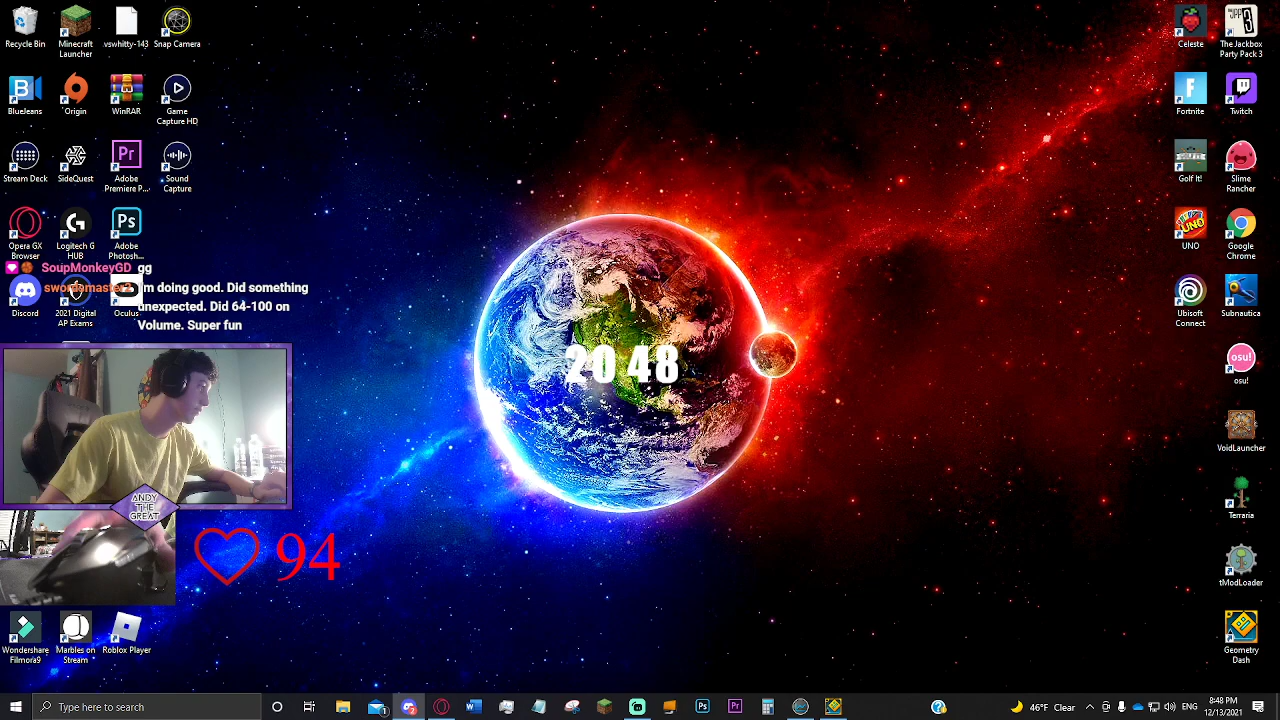 Recycle Bin
Minecraft
Launcher
.vswhitty-143
Snap Camera
BlueJeans
Origin
WinRAR
Game
Capture HD
Stream Deck
SideQuest
Pr
Adobe
Premiere P...
Sound
Capture
Opera GX
Browser
Logitech G
HUB
Ps
Adobe
Photosh...
SoupMonkeyGD gg
I'm doing good. Did something
unexpected. Did 64-100 on
Volume. Super fun
Discord
2021 Digital
AP Exams
Oculus
20 48
ANDY
THE
GREAT
94
Wondershare
Filmora9
Marbles on
Stream
Roblox Player
Celeste
The Jackbox
Party Pack 3
Fortnite
Twitch
Golf It!
Slime
Rancher
UNO
Google
Chrome
Ubisoft
Connect
Subnautica
osu!
osu!
VoidLauncher
Terraria
tModLoader
Geometry
Dash
Type here to search
46°F Clear
ENG
8:48 PM
12/13/2021